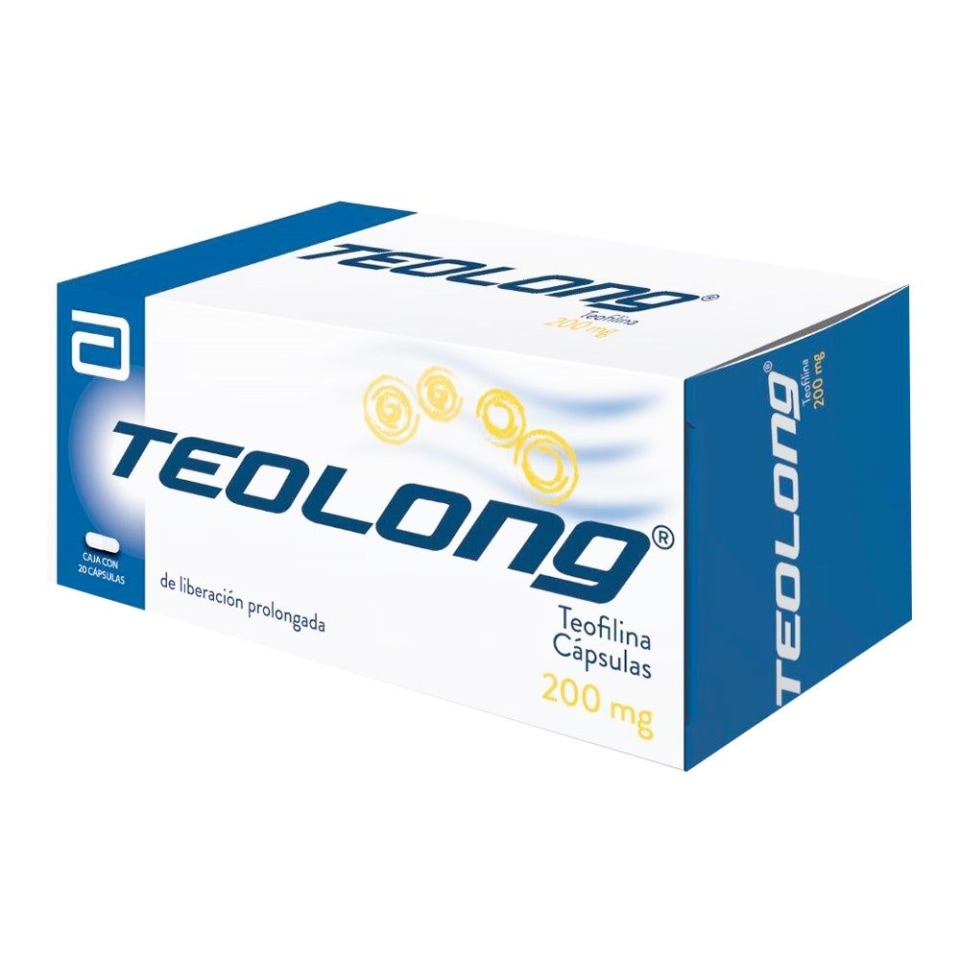 TEOLONG®
Teofilina
200 mg
TEOLONG®
CAJA CON
20 CÁPSULAS
de liberación prolongada
Teofilina
Cápsulas
200 mg
TEOLONG®
Teofilina
200 mg